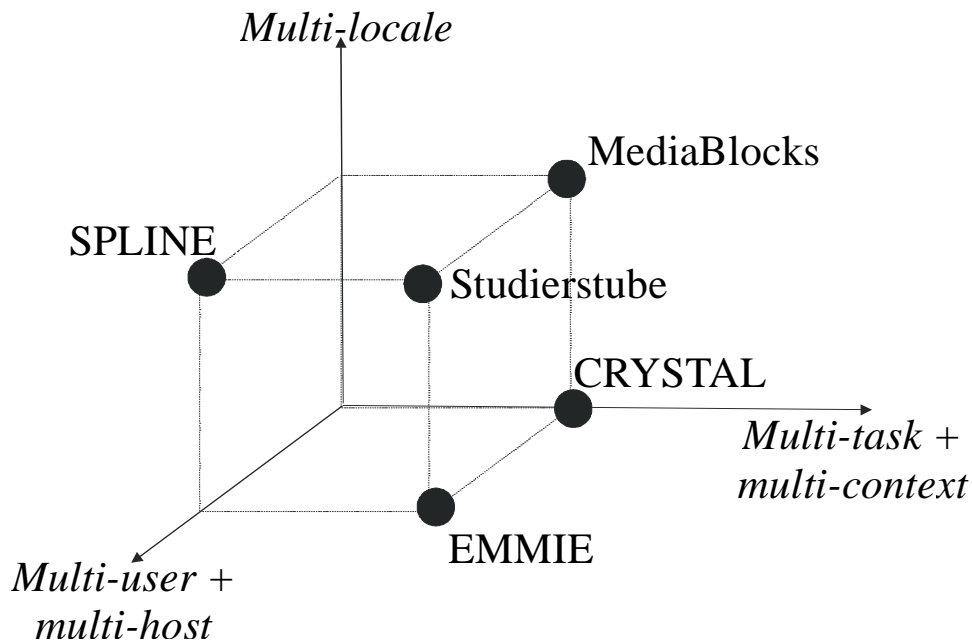 Multi-locale
MediaBlocks
SPLINE
Studierstube
CRYSTAL
Multi-task +
multi-context
EMMIE
Multi-user +
multi-host